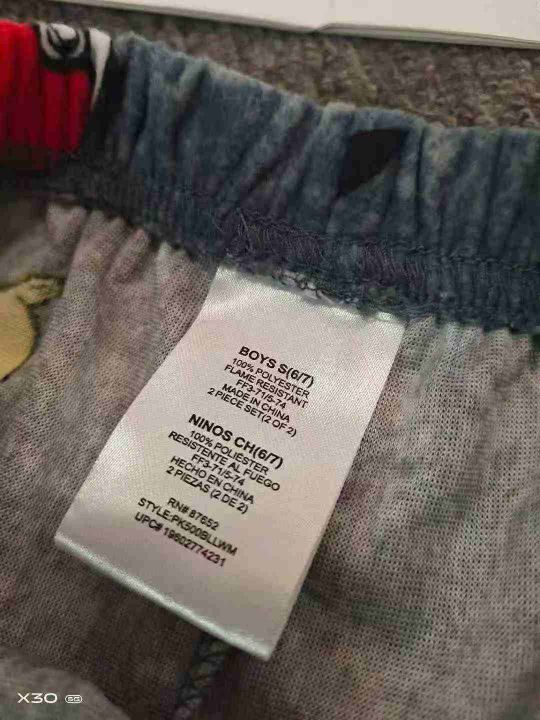 BOYS S(6/7)
100% POLYESTER
FLAME RESISTANT
FF3-71/5-74
MADE IN CHINA
2 PIECE SET(2 OF 2)
NINOS CH(6/7)
100% POLIESTER
RESISTENTE AL FUEGO
FF3-71/5-74
HECHO EN CHINA
2 PIEZAS (2 DE 2)
RN# 87652
STYLE:PK500BLLWM
UPC# 19802774231
X30 5G